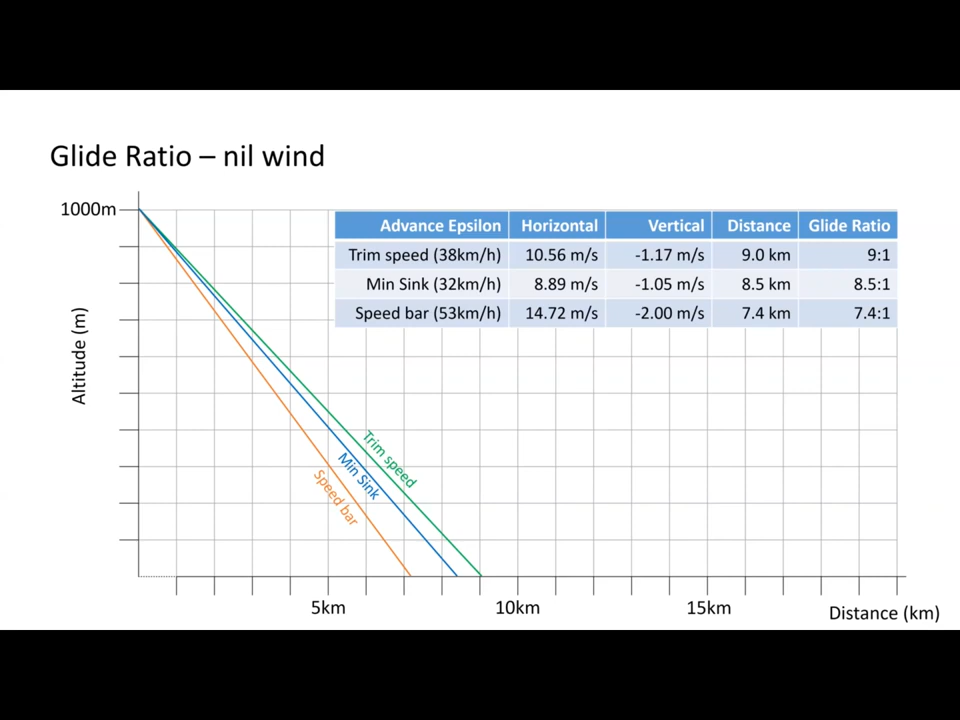 Glide Ratio – nil wind
1000m
Advance Epsilon Horizontal Vertical Distance Glide Ratio
Trim speed (38km/h) 10.56 m/s -1.17 m/s 9.0 km 9:1
Min Sink (32km/h) 8.89 m/s -1.05 m/s 8.5 km 8.5:1
Speed bar (53km/h) 14.72 m/s -2.00 m/s 7.4 km 7.4:1
Altitude (m)
Trim speed
Min Sink
Speed bar
5km 10km 15km
Distance (km)